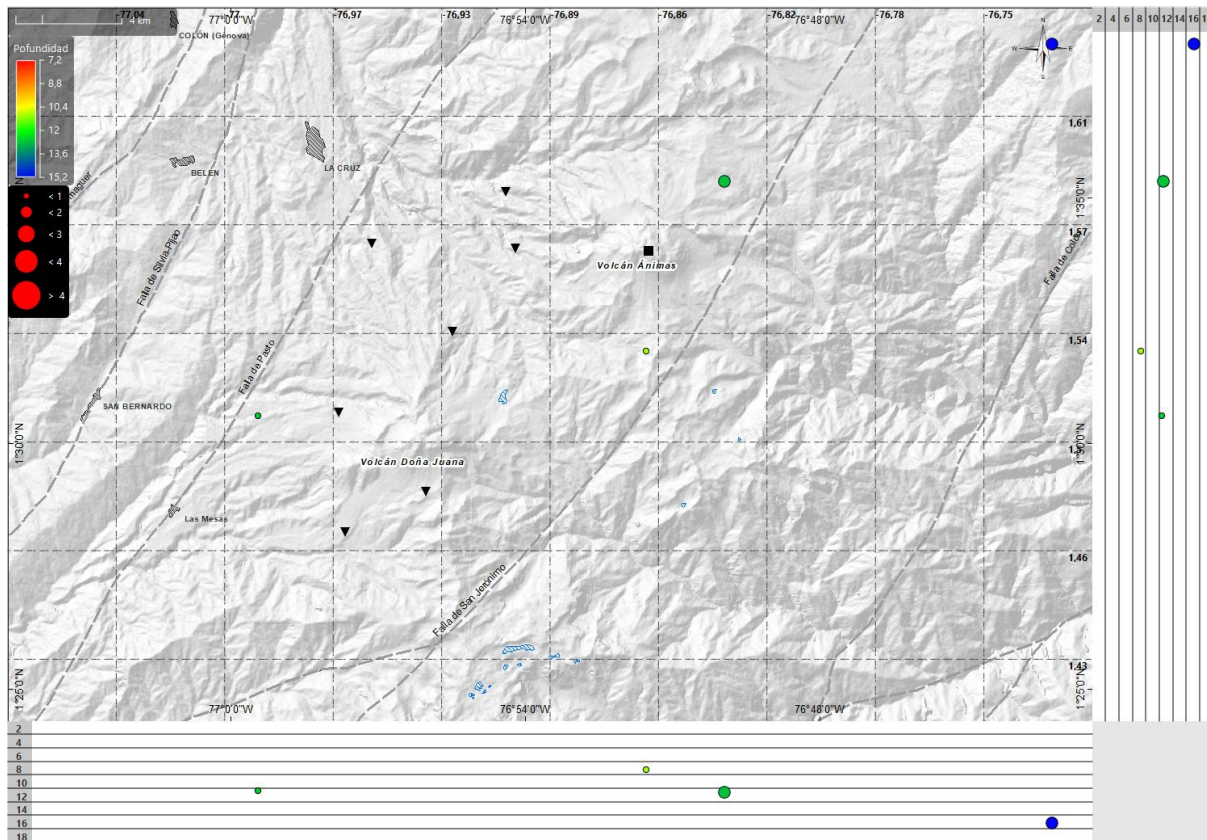 -77,04 -77 -76,97 -76,93 -76,89 -76,86 -76,82 -76,78 -76,75
77°0'0"W 76°54'0"W 76°48'0"W
4 km
2 4 6 8 10 12 14 16
COLÓN (Genova)
N
W E
S
Pofundidad
7,2
8,8
10,4
12
13,6
15,2
1,61
BELÉN
LA CRUZ
< 1
< 2
< 3
< 4
> 4
1°35'0"N
1,57
Falla de Silvia-Pijao
Volcán Ánimas
1,54
Falla de Pasto
SAN BERNARDO
1°30'0"N
Volcán Doña Juana
Las Mesas
1,46
Falla de San Jerónimo
1,43
1°25'0"N
1°25'0"N
77°0'0"W 76°54'0"W 76°48'0"W
2
4
6
8
10
12
14
16
18